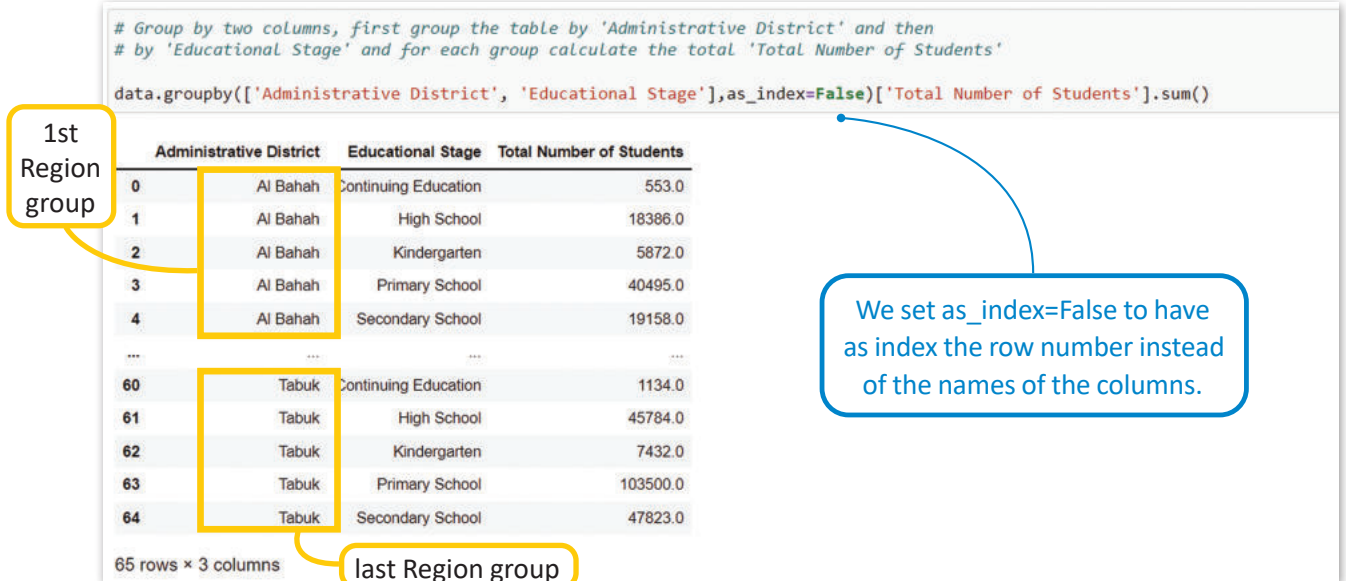 # Group by two columns, first group the table by 'Administrative District' and then
# by 'Educational Stage' and for each group calculate the total 'Total Number of Students'
data.groupby(['Administrative District', 'Educational Stage'],as_index=False)['Total Number of Students'].sum()
1st
Region
group
Administrative District Educational Stage Total Number of Students
0 Al Bahah Continuing Education 553.0
1 Al Bahah High School 18386.0
2 Al Bahah Kindergarten 5872.0
3 Al Bahah Primary School 40495.0
4 Al Bahah Secondary School 19158.0
... ... ... ...
60 Tabuk Continuing Education 1134.0
61 Tabuk High School 45784.0
62 Tabuk Kindergarten 7432.0
63 Tabuk Primary School 103500.0
64 Tabuk Secondary School 47823.0
65 rows × 3 columns
last Region group
We set as_index=False to have
as index the row number instead
of the names of the columns.